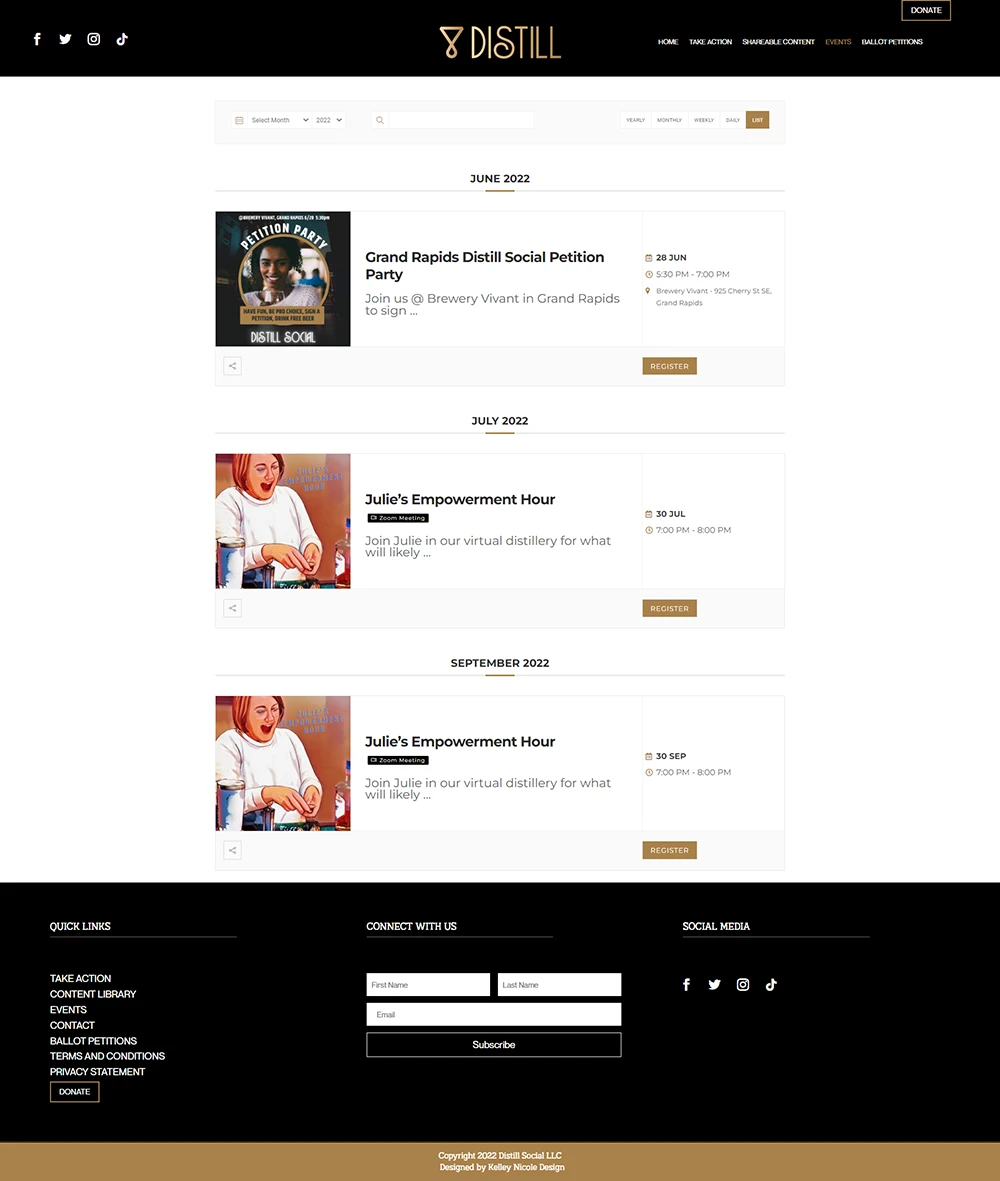 DONATE
DISTILL
HOME TAKE ACTION SHAREABLE CONTENT EVENTS BALLOT PETITIONS
Select Month 2022
YEARLY MONTHLY WEEKLY DAILY LIST
JUNE 2022
@BREWERY VIVANT, GRAND RAPIDS 6/28 5:30pm
PETITION PARTY
HAVE FUN, BE PRO CHOICE, SIGN A
PETITION, DRINK FREE BEER
DISTILL SOCIAL
Grand Rapids Distill Social Petition
Party
Join us @ Brewery Vivant in Grand Rapids
to sign ...
28 JUN
5:30 PM - 7:00 PM
Brewery Vivant - 925 Cherry St SE,
Grand Rapids
REGISTER
JULY 2022
JULIE'S
EMPOWERMENT
HOUR
Julie’s Empowerment Hour
Zoom Meeting
Join Julie in our virtual distillery for what
will likely ...
30 JUL
7:00 PM - 8:00 PM
REGISTER
SEPTEMBER 2022
JULIE'S
EMPOWERMENT
HOUR
Julie’s Empowerment Hour
Zoom Meeting
Join Julie in our virtual distillery for what
will likely ...
30 SEP
7:00 PM - 8:00 PM
REGISTER
QUICK LINKS
TAKE ACTION
CONTENT LIBRARY
EVENTS
CONTACT
BALLOT PETITIONS
TERMS AND CONDITIONS
PRIVACY STATEMENT
DONATE
CONNECT WITH US
First Name Last Name
Email
Subscribe
SOCIAL MEDIA
Copyright 2022 Distill Social LLC
Designed by Kelley Nicole Design